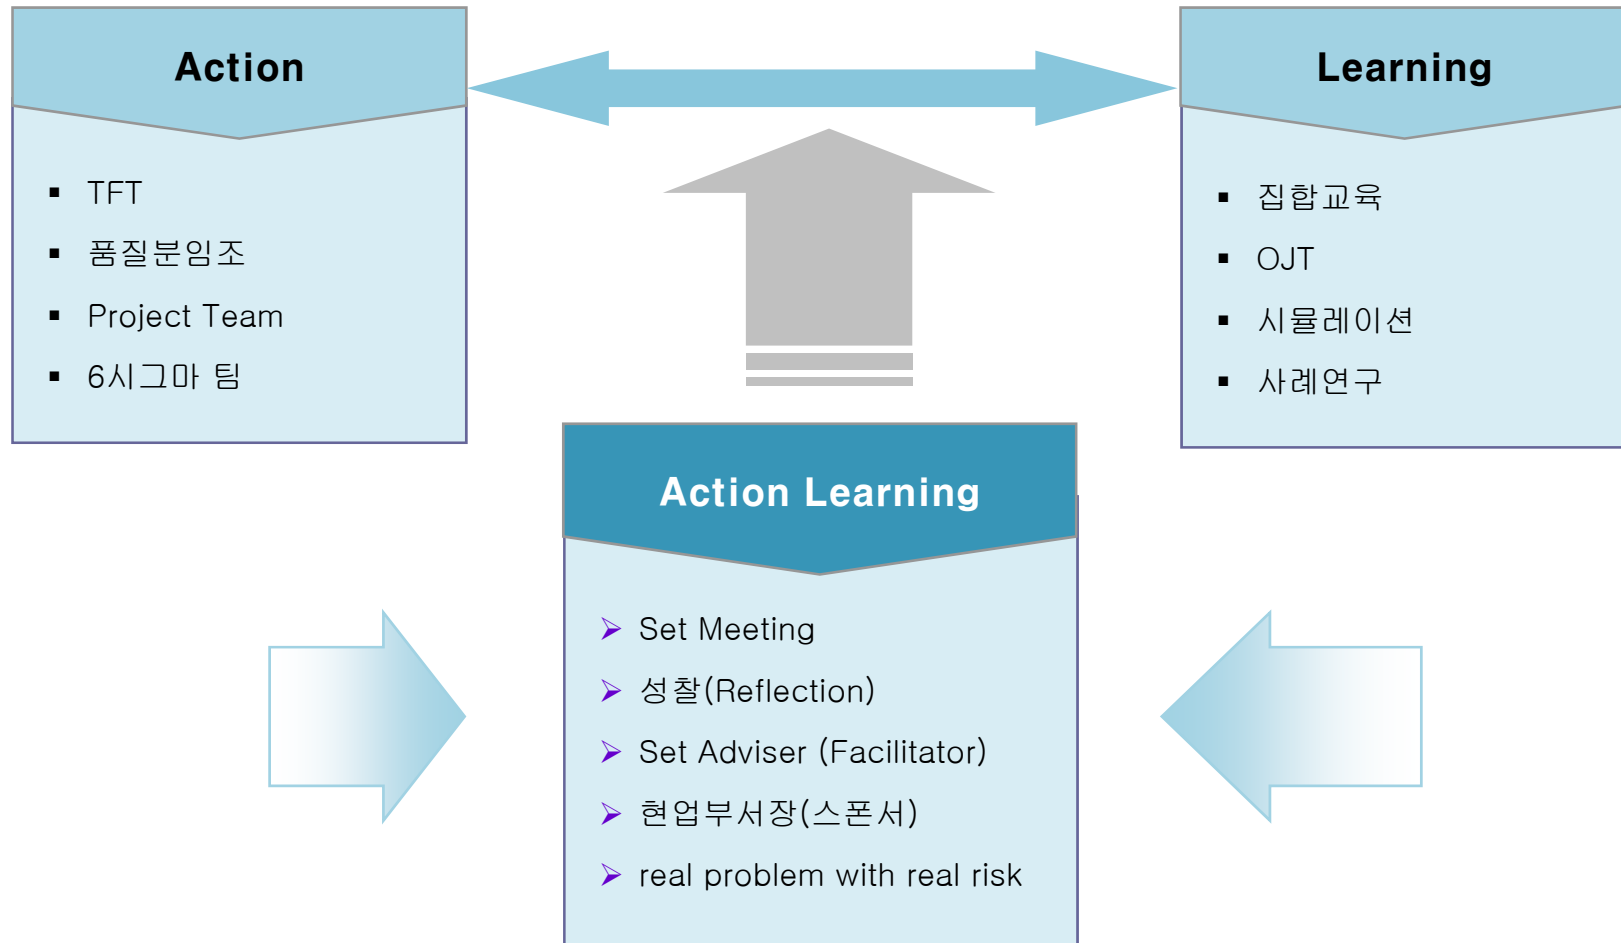 Action
TFT
품질분임조
Project Team
6시그마 팀
Learning
집합교육
OJT
시뮬레이션
사례연구
Action Learning
Set Meeting
성찰(Reflection)
Set Adviser (Facilitator)
현업부서장(스폰서)
real problem with real risk